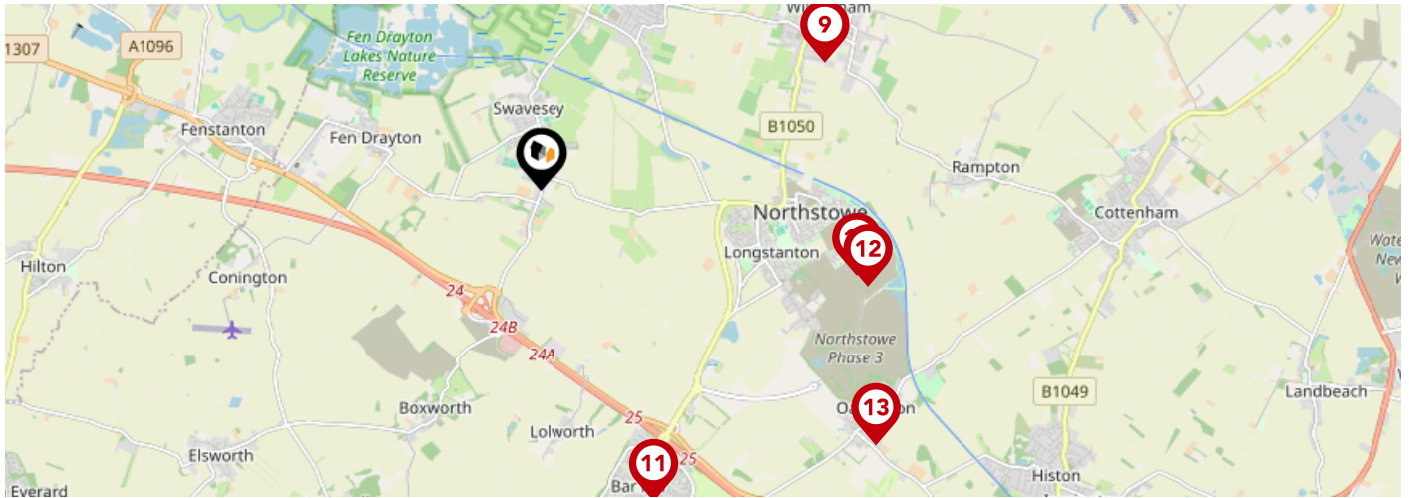 9
1307
A1096
Fen Drayton
Lakes Nature
Reserve
Swavesey
B1050
Fenstanton
Fen Drayton
Rampton
Northstowe
Cottenham
12
Longstanton
Hilton
Conington
24
24B
24A
Northstowe
Phase 3
B1049
Landbeach
Boxworth
13
25
Lolworth
25
Elsworth
11
Histon
Everard